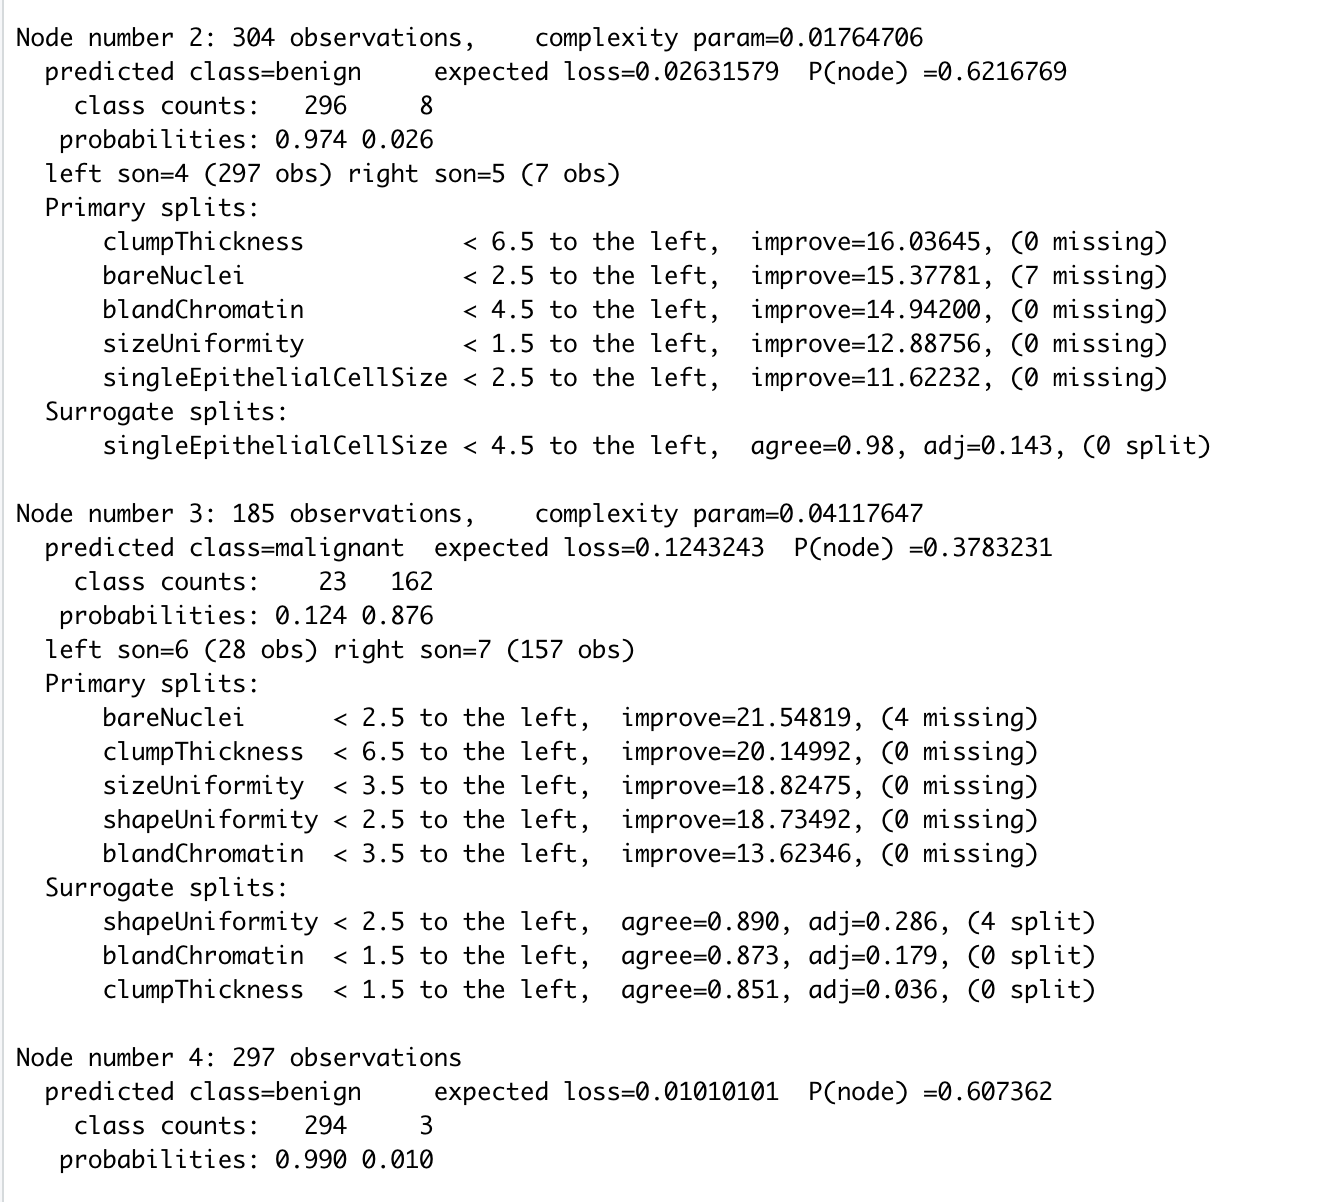 Node number 2: 304 observations,    complexity param=0.01764706
  predicted class=benign     expected loss=0.02631579  P(node) =0.6216769
    class counts:   296     8
   probabilities: 0.974 0.026
  left son=4 (297 obs) right son=5 (7 obs)
  Primary splits:
      clumpThickness           < 6.5 to the left,  improve=16.03645, (0 missing)
      bareNuclei               < 2.5 to the left,  improve=15.37781, (7 missing)
      blandChromatin           < 4.5 to the left,  improve=14.94200, (0 missing)
      sizeUniformity           < 1.5 to the left,  improve=12.88756, (0 missing)
      singleEpithelialCellSize < 2.5 to the left,  improve=11.62232, (0 missing)
  Surrogate splits:
      singleEpithelialCellSize < 4.5 to the left,  agree=0.98, adj=0.143, (0 split)

Node number 3: 185 observations,    complexity param=0.04117647
  predicted class=malignant  expected loss=0.1243243  P(node) =0.3783231
    class counts:    23   162
   probabilities: 0.124 0.876
  left son=6 (28 obs) right son=7 (157 obs)
  Primary splits:
      bareNuclei      < 2.5 to the left,  improve=21.54819, (4 missing)
      clumpThickness  < 6.5 to the left,  improve=20.14992, (0 missing)
      sizeUniformity  < 3.5 to the left,  improve=18.82475, (0 missing)
      shapeUniformity < 2.5 to the left,  improve=18.73492, (0 missing)
      blandChromatin  < 3.5 to the left,  improve=13.62346, (0 missing)
  Surrogate splits:
      shapeUniformity < 2.5 to the left,  agree=0.890, adj=0.286, (4 split)
      blandChromatin  < 1.5 to the left,  agree=0.873, adj=0.179, (0 split)
      clumpThickness  < 1.5 to the left,  agree=0.851, adj=0.036, (0 split)

Node number 4: 297 observations
  predicted class=benign     expected loss=0.01010101  P(node) =0.607362
    class counts:   294     3
   probabilities: 0.990 0.010